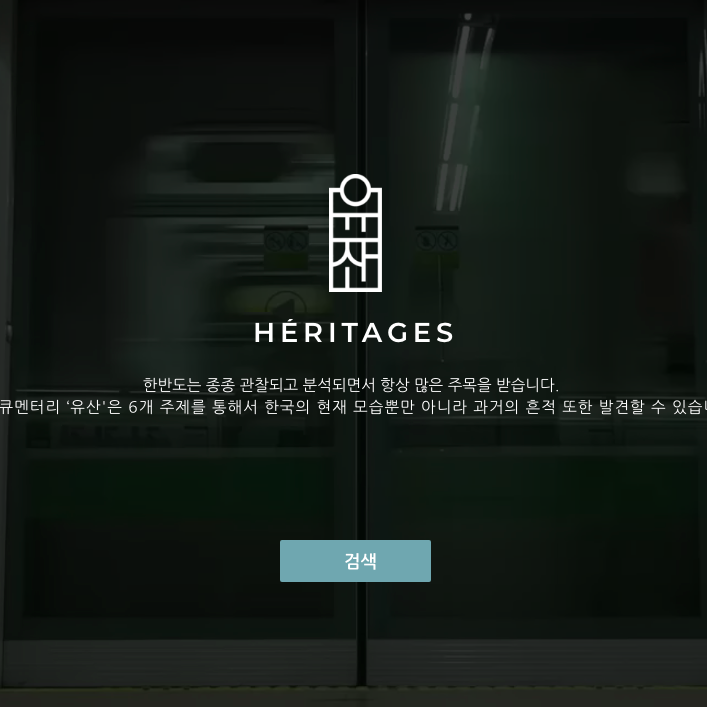 유산
HÉRITAGES
한반도는 종종 관찰되고 분석되면서 항상 많은 주목을 받습니다.
큐멘터리 ‘유산'은 6개 주제를 통해서 한국의 현재 모습뿐만 아니라 과거의 흔적 또한 발견할 수 있습
검색